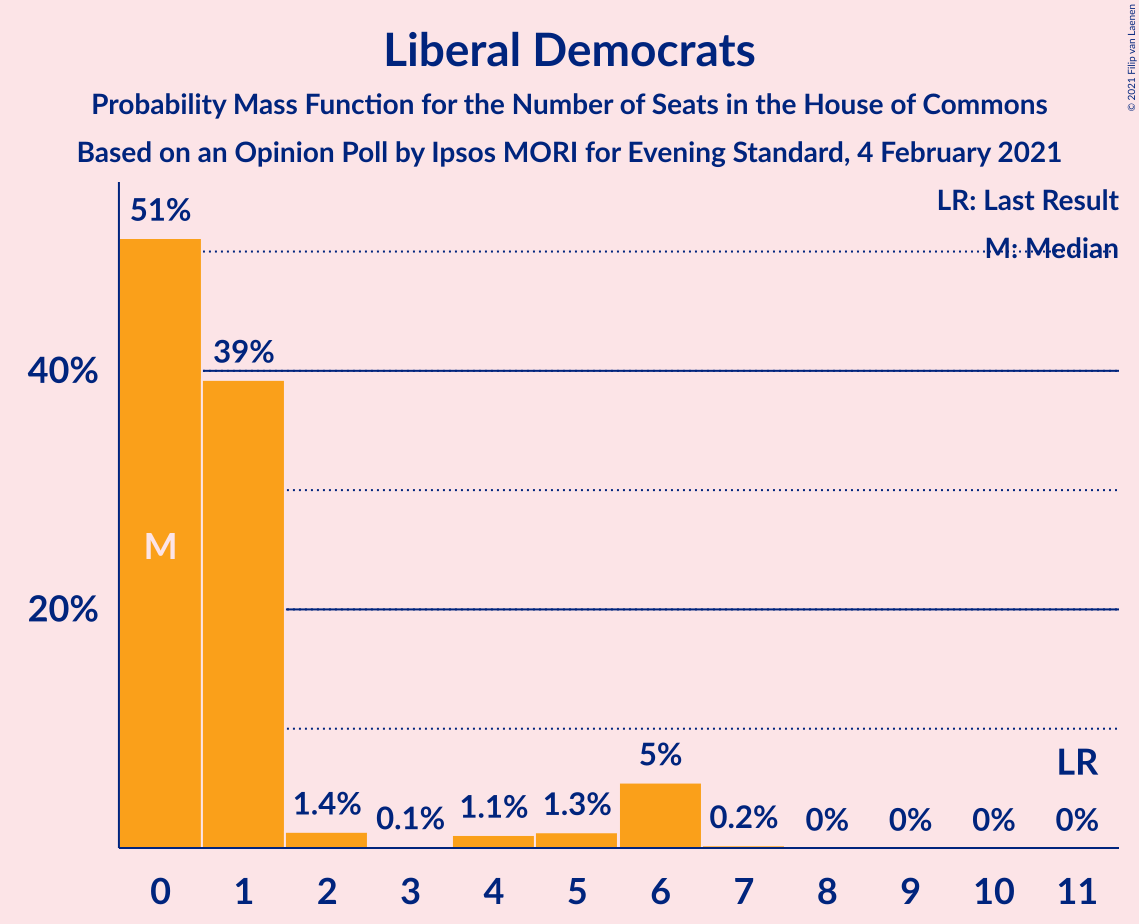 Liberal Democrats
Probability Mass Function for the Number of Seats in the House of Commons
Based on an Opinion Poll by Ipsos MORI for Evening Standard, 4 February 2021
© 2021 Filip van Laenen
LR: Last Result
M: Median
51%
39%
40%
M
20%
5%
LR
1.4%
0.1%
1.1%
1.3%
0.2%
0%
0%
0%
0%
0 1 2 3 4 5 6 7 8 9 10 11